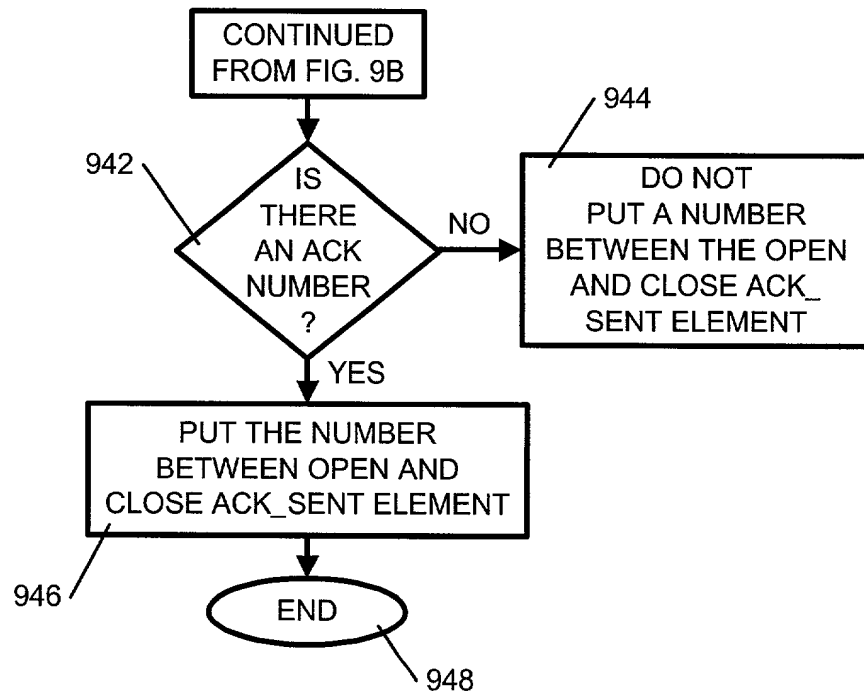 CONTINUED
FROM FIG. 9B
944
942
IS
THERE
AN ACK
NUMBER
?
NO
DO NOT
PUT A NUMBER
BETWEEN THE OPEN
AND CLOSE ACK_
SENT ELEMENT
YES
PUT THE NUMBER
BETWEEN OPEN AND
CLOSE ACK_SENT ELEMENT
946
END
948